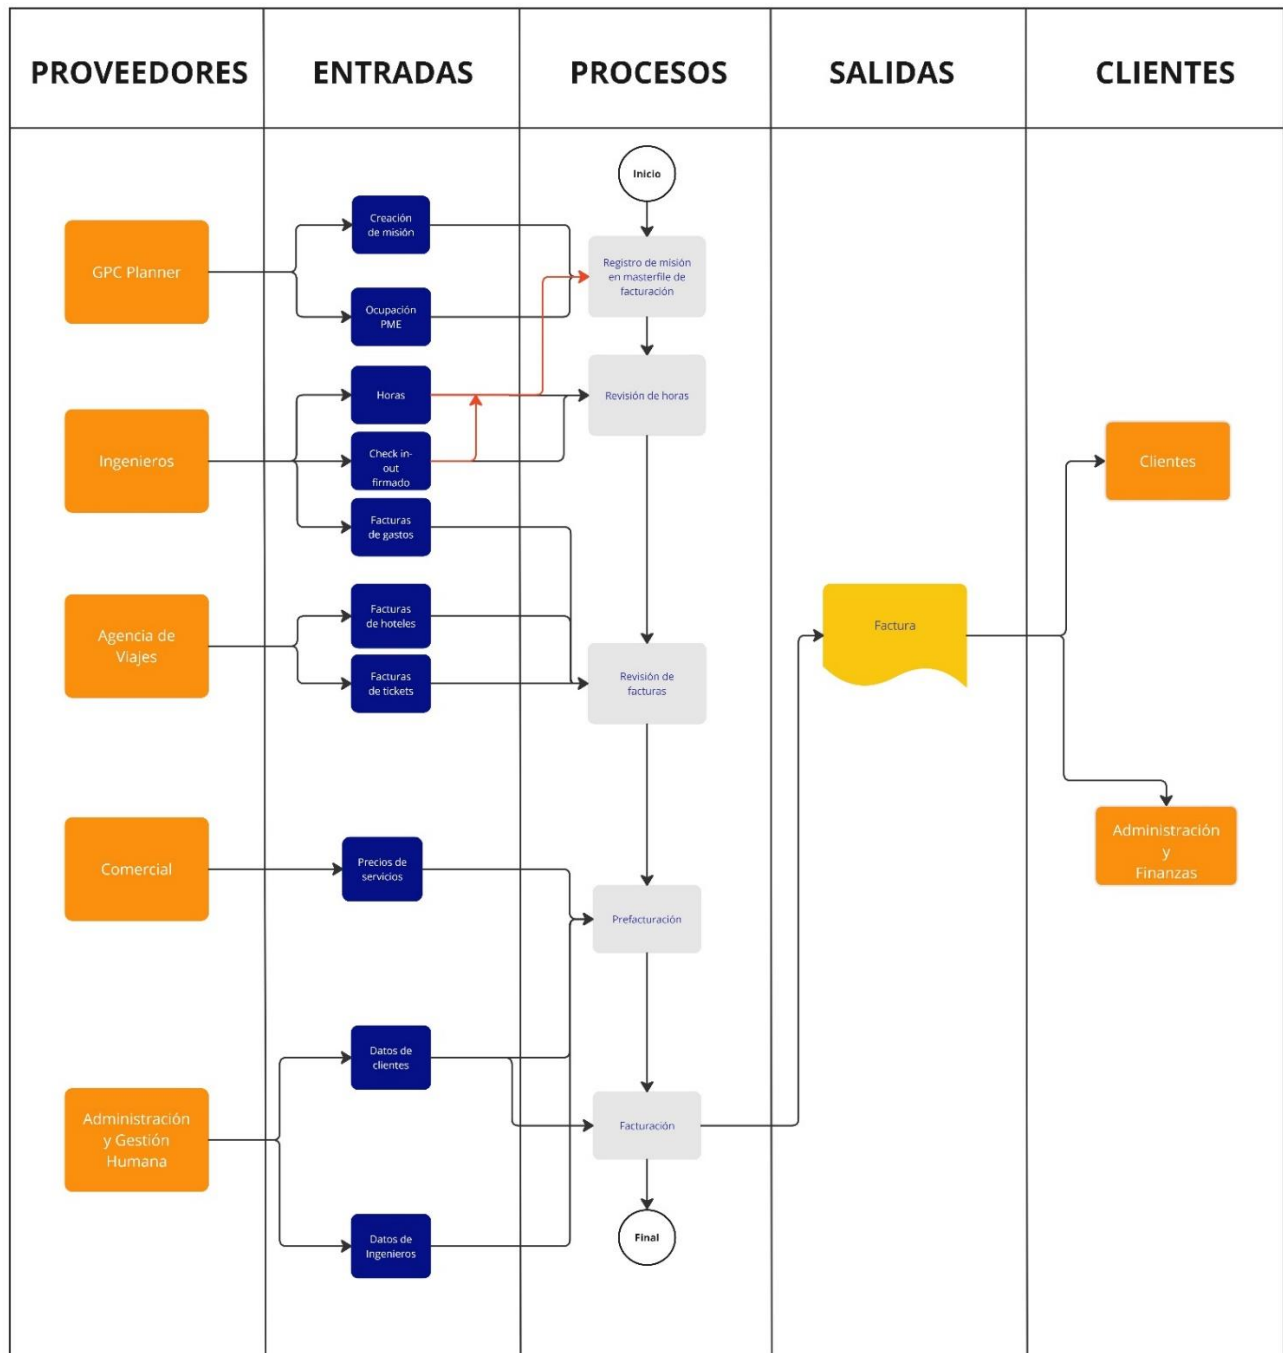 PROVEEDORES
ENTRADAS
PROCESOS
SALIDAS
CLIENTES
Inicio
GPC Planner
Creación
de misión
Ocupación
PME
Registro de misión
en masterfile de
facturación
Ingenieros
Horas
Check in-
out
firmado
Facturas
de gastos
Revisión de horas
Clientes
Agencia de
Viajes
Facturas
de hoteles
Facturas
de tickets
Revisión de
facturas
Factura
Comercial
Precios de
servicios
Prefacturación
Administración
y
Finanzas
Administración
y Gestión
Humana
Datos de
clientes
Datos de
Ingenieros
Facturación
Final